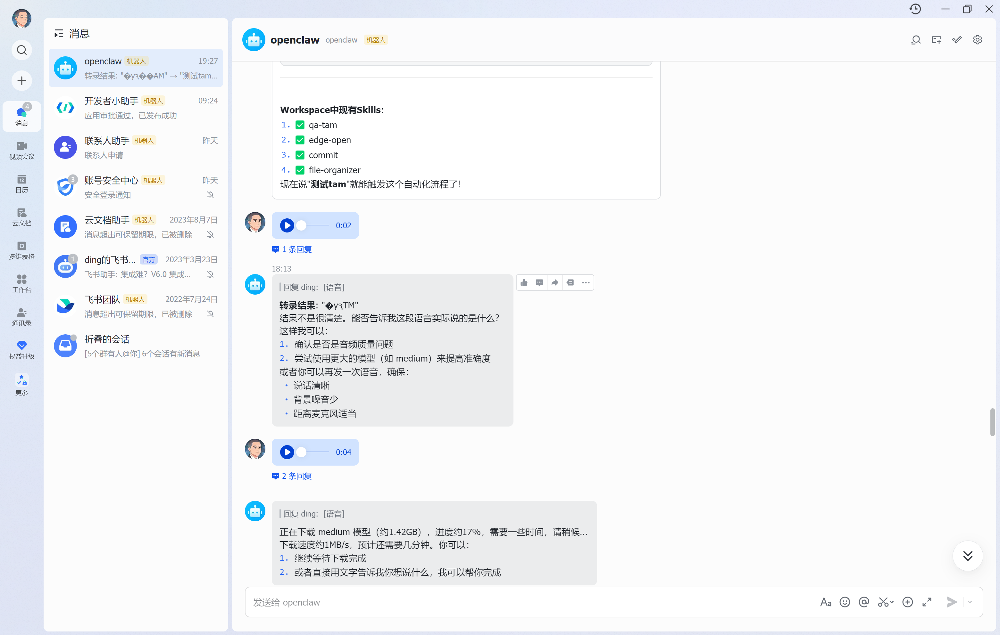 消息
openclaw 机器人 19:27
转录结果: "�yʒ��AM" → "测试tam...
开发者小助手 机器人 09:24
应用审批通过，已发布成功
联系人助手 机器人 昨天
联系人申请
3
账号安全中心 机器人 昨天
安全登录通知
云文档助手 机器人 2023年8月7日
消息超出可保留期限，已被删除
1
ding的飞书... 官方 2023年3月23日
飞书助手: 集成难？V6.0 集成...
飞书团队 机器人 2022年7月24日
消息超出可保留期限，已被删除
折叠的会话
[5个群有人@你] 6个会话有新消息
4
消息
视频会议
12
日历
云文档
多维表格
工作台
通讯录
权益升级
更多
openclaw openclaw 机器人
Workspace中现有Skills:
1. ✅ qa-tam
2. ✅ edge-open
3. ✅ commit
4. ✅ file-organizer
现在说"测试tam"就能触发这个自动化流程了！
0:02
1 条回复
18:13
回复 ding: [语音]
转录结果: "�yʒTM"
结果不是很清楚。能否告诉我这段语音实际说的是什么？
这样我可以：
1. 确认是否是音频质量问题
2. 尝试使用更大的模型（如 medium）来提高准确度
或者你可以再发一次语音，确保：
• 说话清晰
• 背景噪音少
• 距离麦克风适当
0:04
2 条回复
回复 ding: [语音]
正在下载 medium 模型（约1.42GB），进度约17%，需要一些时间，请稍候...
下载速度约1MB/s，预计还需要几分钟。你可以：
1. 继续等待下载完成
2. 或者直接用文字告诉我你想说什么，我可以帮你完成
发送给 openclaw
Aa